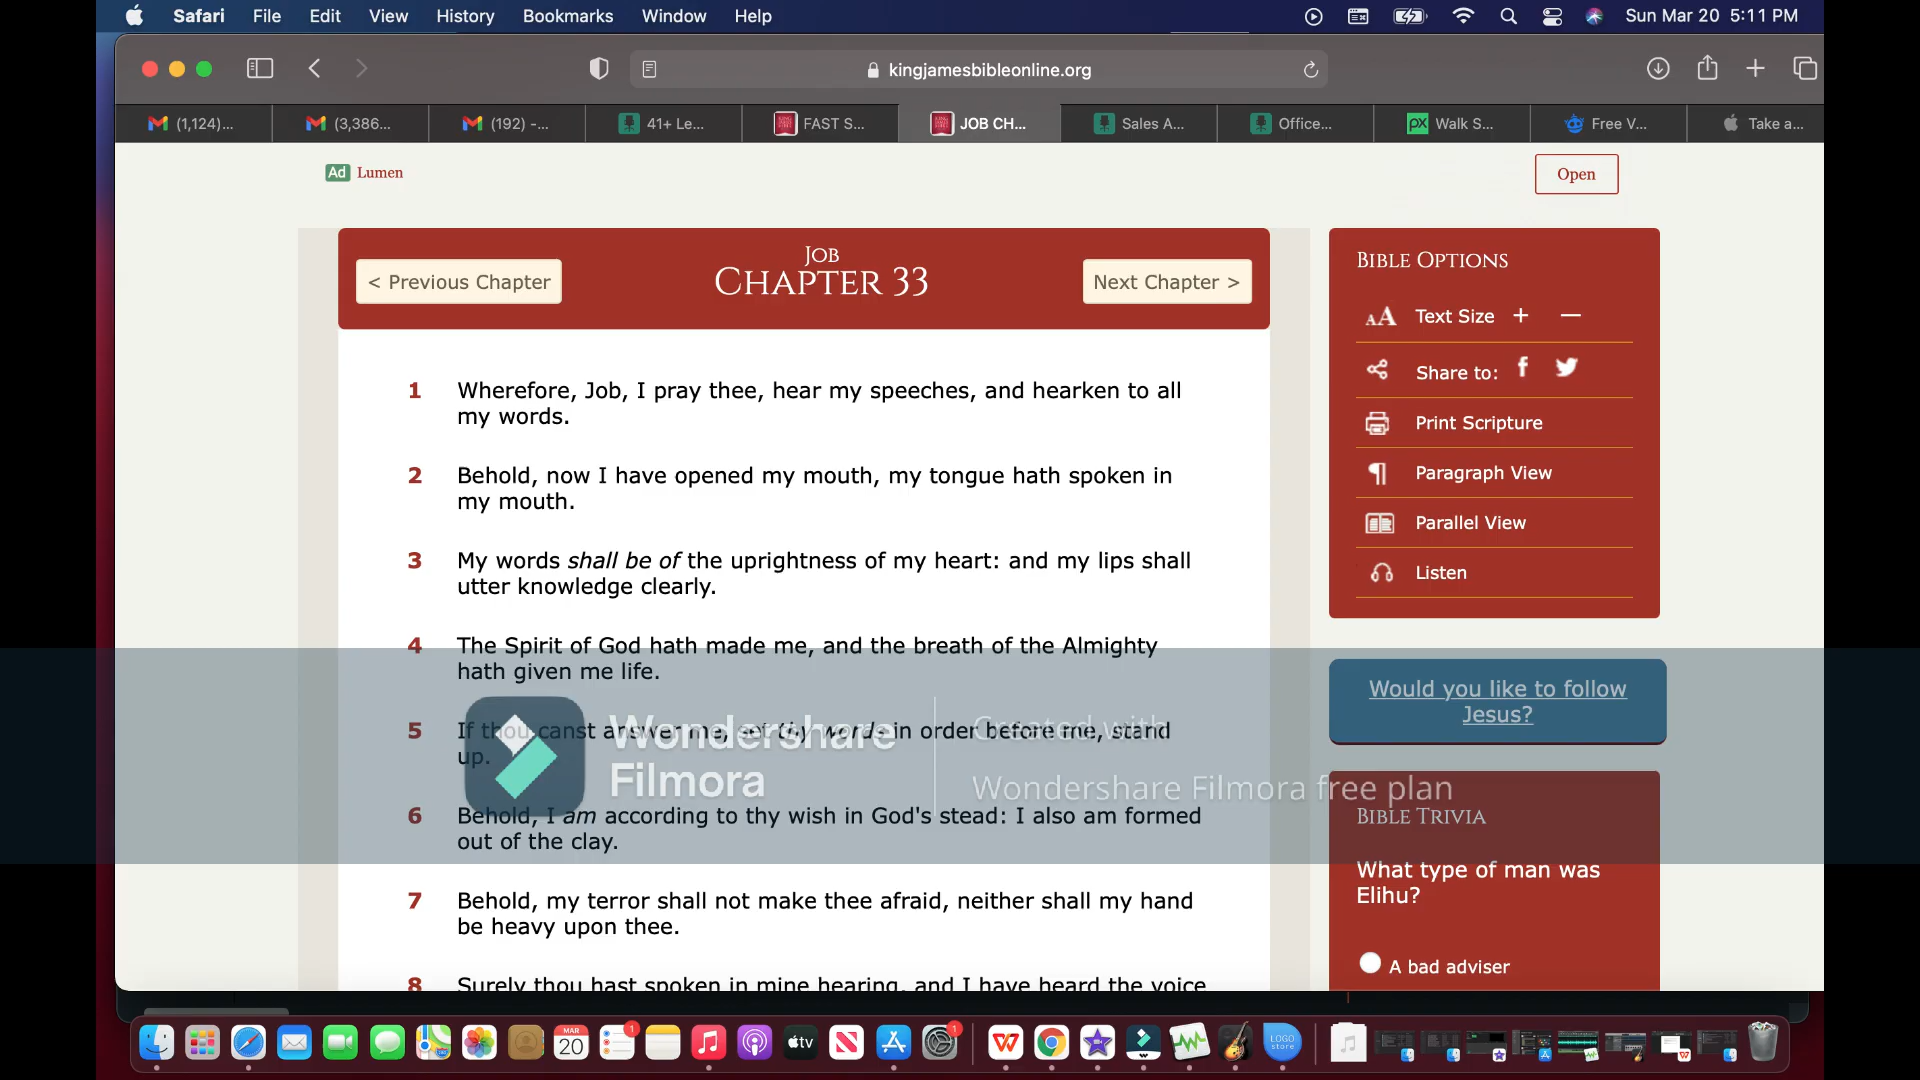 Safari File Edit View History Bookmarks Window Help Sun Mar 20 5:11 PM
kingjamesbibleonline.org
(1,124)... (3,386... (192) -... 41+ Le... FAST S... JOB CH... Sales A... Office... Walk S... Free V... Take a...
Ad Lumen
Open
< Previous Chapter
Job
Chapter 33
Next Chapter >
1 Wherefore, Job, I pray thee, hear my speeches, and hearken to all
my words.
2 Behold, now I have opened my mouth, my tongue hath spoken in
my mouth.
3 My words shall be of the uprightness of my heart: and my lips shall
utter knowledge clearly.
4 The Spirit of God hath made me, and the breath of the Almighty
hath given me life.
5 If thou canst answer me, set thy words in order before me, stand
up.
6 Behold, I am according to thy wish in God's stead: I also am formed
out of the clay.
7 Behold, my terror shall not make thee afraid, neither shall my hand
be heavy upon thee.
8 Surely thou hast spoken in mine hearing, and I have heard the voice
Bible Options
AA Text Size + —
Share to:
Print Scripture
Paragraph View
Parallel View
Listen
Would you like to follow
Jesus?
Bible Trivia
What type of man was
Elihu?
A bad adviser
Wondershare
Filmora
Created with
Wondershare Filmora free plan
MAR
20
1
tv
1
LOGO
store